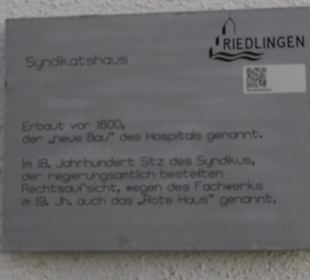 RIEDLINGEN
Syndikatshaus
Erbaut vor 1600,
der „neue Bau" des Hospitals genannt.
Im 18. Jahrhundert Sitz des Syndikus,
der regierungsamtlich bestellten
Rechtsaufsicht, wegen des Fachwerks
im 19. Jh. auch das „Rote Haus" genannt.